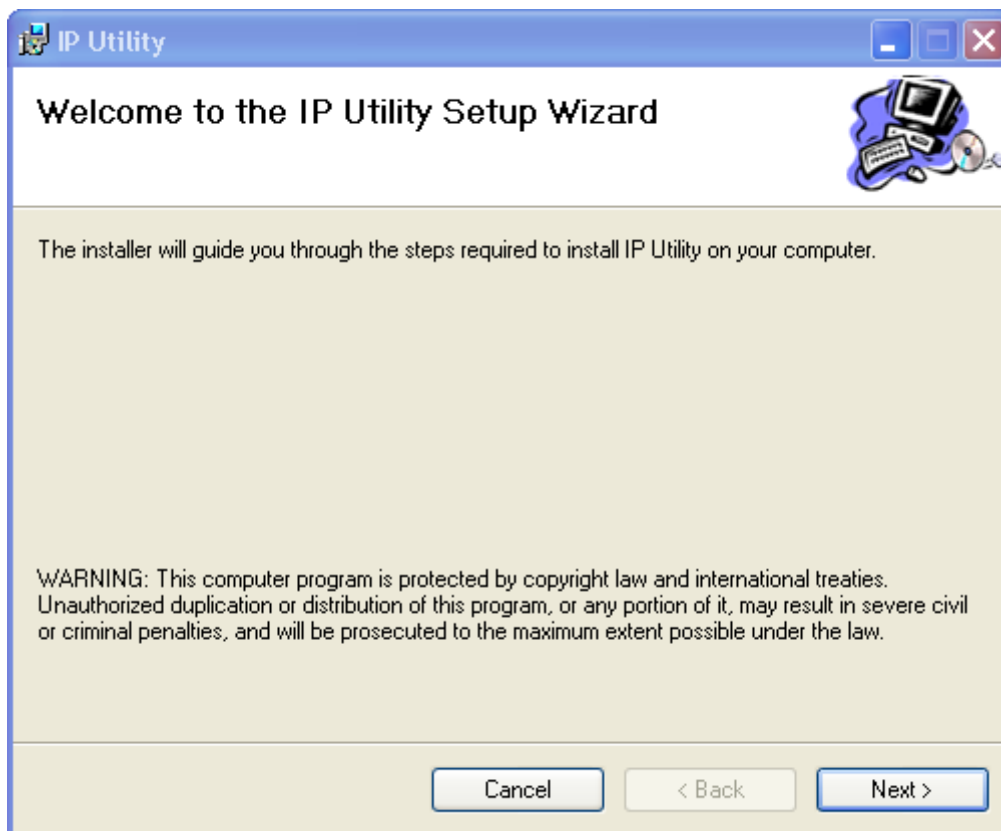 IP Utility
Welcome to the IP Utility Setup Wizard
The installer will guide you through the steps required to install IP Utility on your computer.
WARNING: This computer program is protected by copyright law and international treaties.
Unauthorized duplication or distribution of this program, or any portion of it, may result in severe civil
or criminal penalties, and will be prosecuted to the maximum extent possible under the law.
Cancel
< Back
Next >